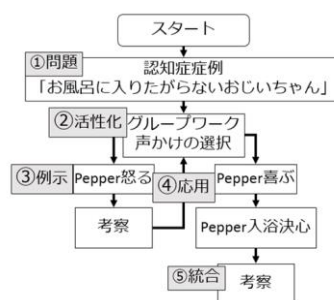 スタート
①問題
認知症症例
「お風呂に入りたがらないおじいちゃん」
②活性化
グループワーク
声かけの選択
③例示
Pepper怒る
④応用
Pepper喜ぶ
考察
Pepper入浴決心
⑤統合
考察